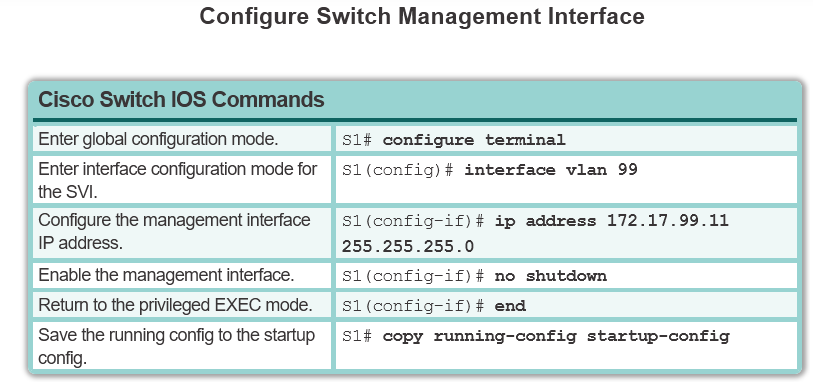 Configure Switch Management Interface
Cisco Switch IOS Commands
Enter global configuration mode.
S1# configure terminal
Enter interface configuration mode for
the SVI.
S1(config)# interface vlan 99
Configure the management interface
IP address.
S1(config-if)# ip address 172.17.99.11
255.255.255.0
Enable the management interface.
S1(config-if)# no shutdown
Return to the privileged EXEC mode.
S1(config-if)# end
Save the running config to the startup
config.
S1# copy running-config startup-config